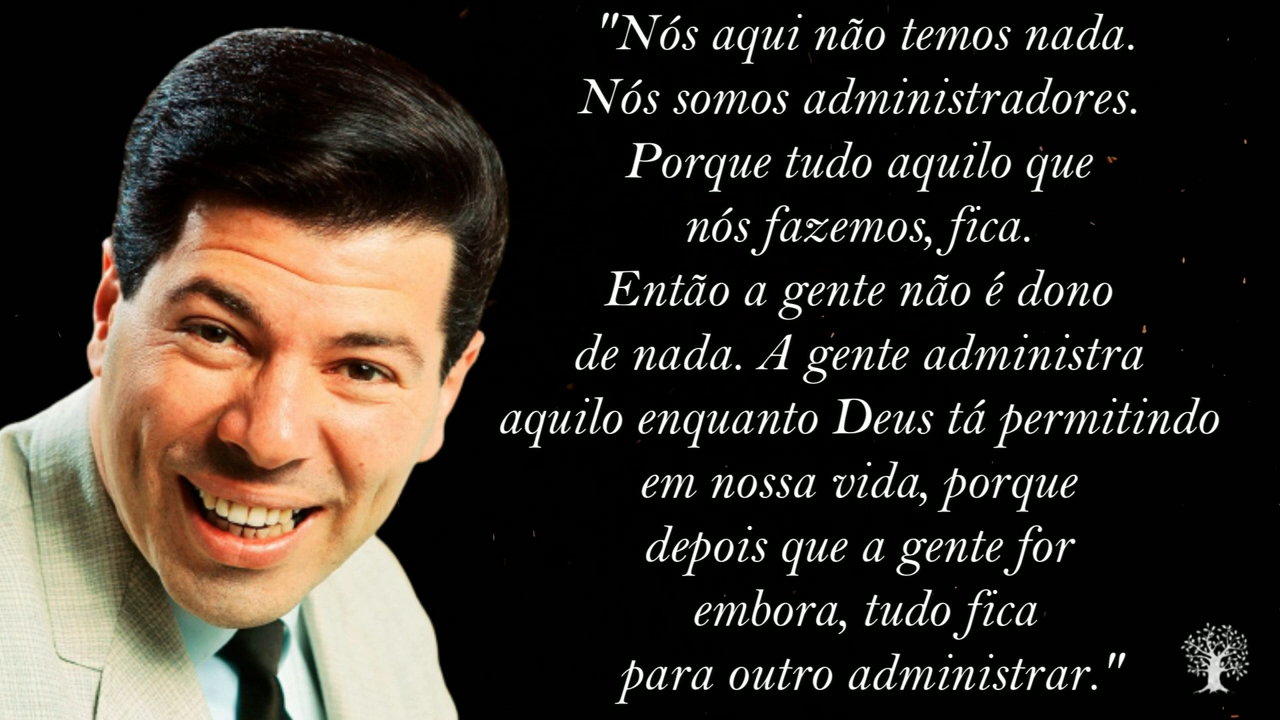 "Nós aqui não temos nada.
Nós somos administradores.
Porque tudo aquilo que
nós fazemos, fica.
Então a gente não é dono
de nada. A gente administra
aquilo enquanto Deus tá permitindo
em nossa vida, porque
depois que a gente for
embora, tudo fica
para outro administrar."